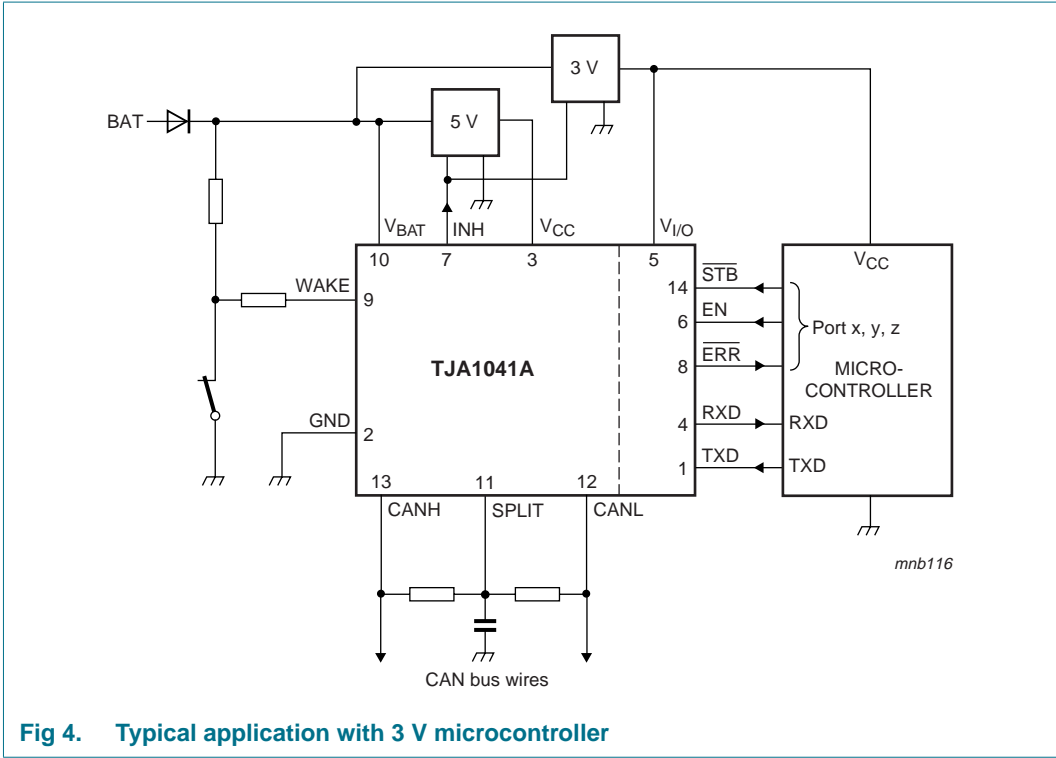 3 V
BAT
5 V
VBAT
INH
VCC
VI/O
10
7
3
5
VCC
STB
14
WAKE
9
EN
6
Port x, y, z
ERR
8
TJA1041A
MICRO-
CONTROLLER
GND
2
RXD
4
RXD
TXD
1
TXD
13
11
12
CANH
SPLIT
CANL
mnb116
CAN bus wires
Fig 4. Typical application with 3 V microcontroller